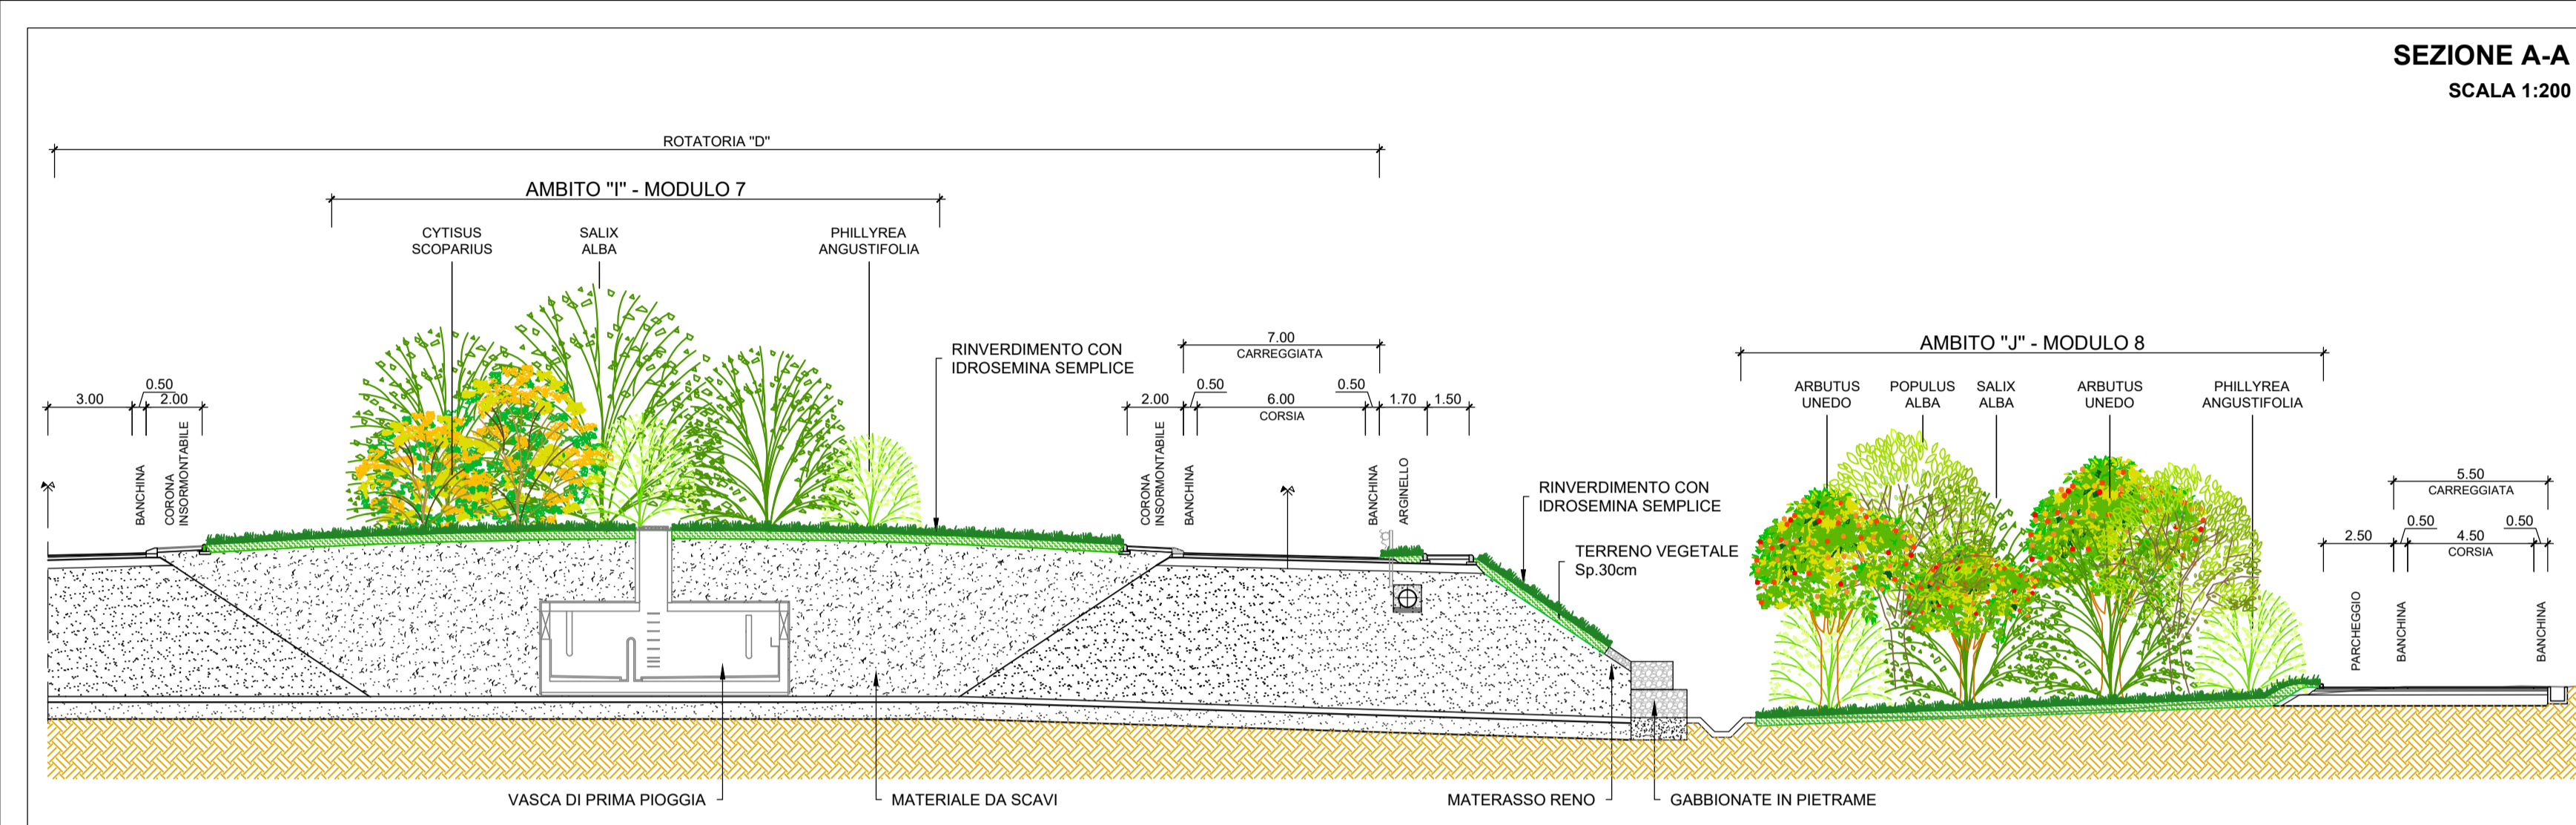 SEZIONE A-A
SCALA 1:200
ROTATORIA "D"
AMBITO "I" - MODULO 7
CYTISUS
SCOPARIUS
SALIX
ALBA
PHILLYREA
ANGUSTIFOLIA
RINVERDIMENTO CON
IDROSEMINA SEMPLICE
3.00
0.50
2.00
BANCHINA
CORONA
INSORMONTABILE
7.00
CARREGGIATA
2.00
0.50
6.00
CORSIA
0.50
1.70
1.50
CORONA
INSORMONTABILE
BANCHINA
BANCHINA
ARGINELLO
RINVERDIMENTO CON
IDROSEMINA SEMPLICE
TERRENO VEGETALE
Sp.30cm
AMBITO "J" - MODULO 8
ARBUTUS
UNEDO
POPULUS
ALBA
SALIX
ALBA
ARBUTUS
UNEDO
PHILLYREA
ANGUSTIFOLIA
5.50
CARREGGIATA
2.50
0.50
4.50
CORSIA
0.50
PARCHEGGIO
BANCHINA
BANCHINA
VASCA DI PRIMA PIOGGIA
MATERIALE DA SCAVI
MATERASSO RENO
GABBIONATE IN PIETRAME